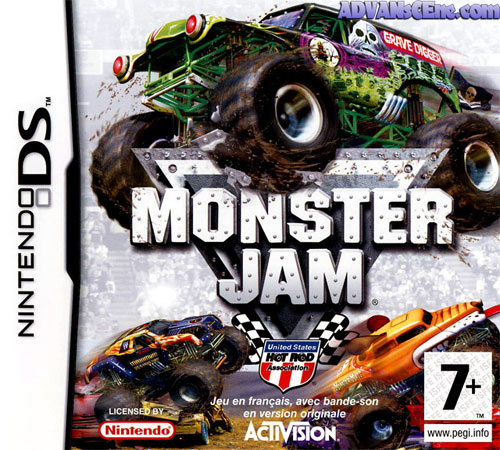 ADVANsCEne.com
GRAVE DIGGER
NINTENDO DS™
MONSTER
JAM®
United States
HOT ROD
Association
Jeu en français, avec bande-son
en version originale
LICENSED BY
Nintendo®
ACTIVISION®
7+
www.pegi.info